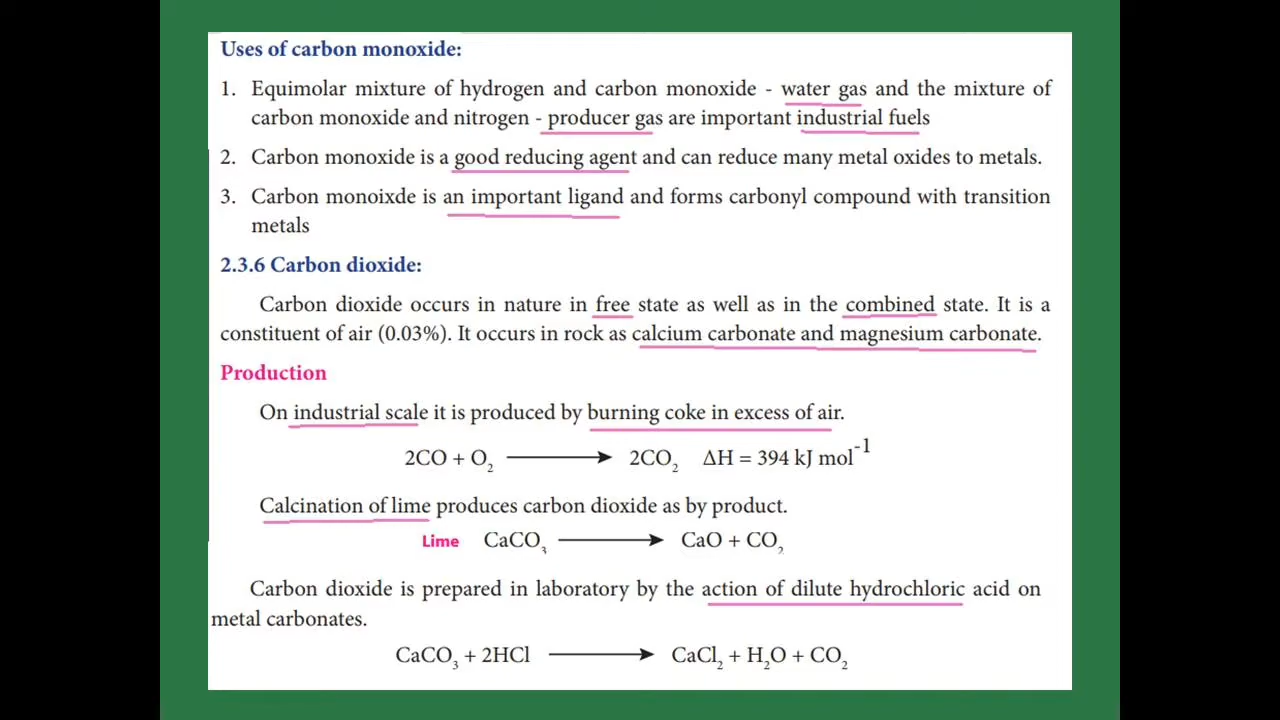 Uses of carbon monoxide:
1. Equimolar mixture of hydrogen and carbon monoxide - water gas and the mixture of
carbon monoxide and nitrogen - producer gas are important industrial fuels
2. Carbon monoxide is a good reducing agent and can reduce many metal oxides to metals.
3. Carbon monoixde is an important ligand and forms carbonyl compound with transition
metals
2.3.6 Carbon dioxide:
Carbon dioxide occurs in nature in free state as well as in the combined state. It is a
constituent of air (0.03%). It occurs in rock as calcium carbonate and magnesium carbonate.
Production
On industrial scale it is produced by burning coke in excess of air.
2CO + O₂ ⟶ 2CO₂ ΔH = 394 kJ mol⁻¹
Calcination of lime produces carbon dioxide as by product.
Lime CaCO₃ ⟶ CaO + CO₂
Carbon dioxide is prepared in laboratory by the action of dilute hydrochloric acid on
metal carbonates.
CaCO₃ + 2HCl ⟶ CaCl₂ + H₂O + CO₂